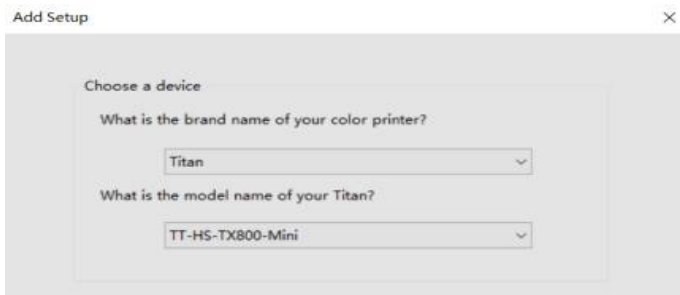 Add Setup
Choose a device
What is the brand name of your color printer?
Titan
What is the model name of your Titan?
TT-HS-TX800-Mini